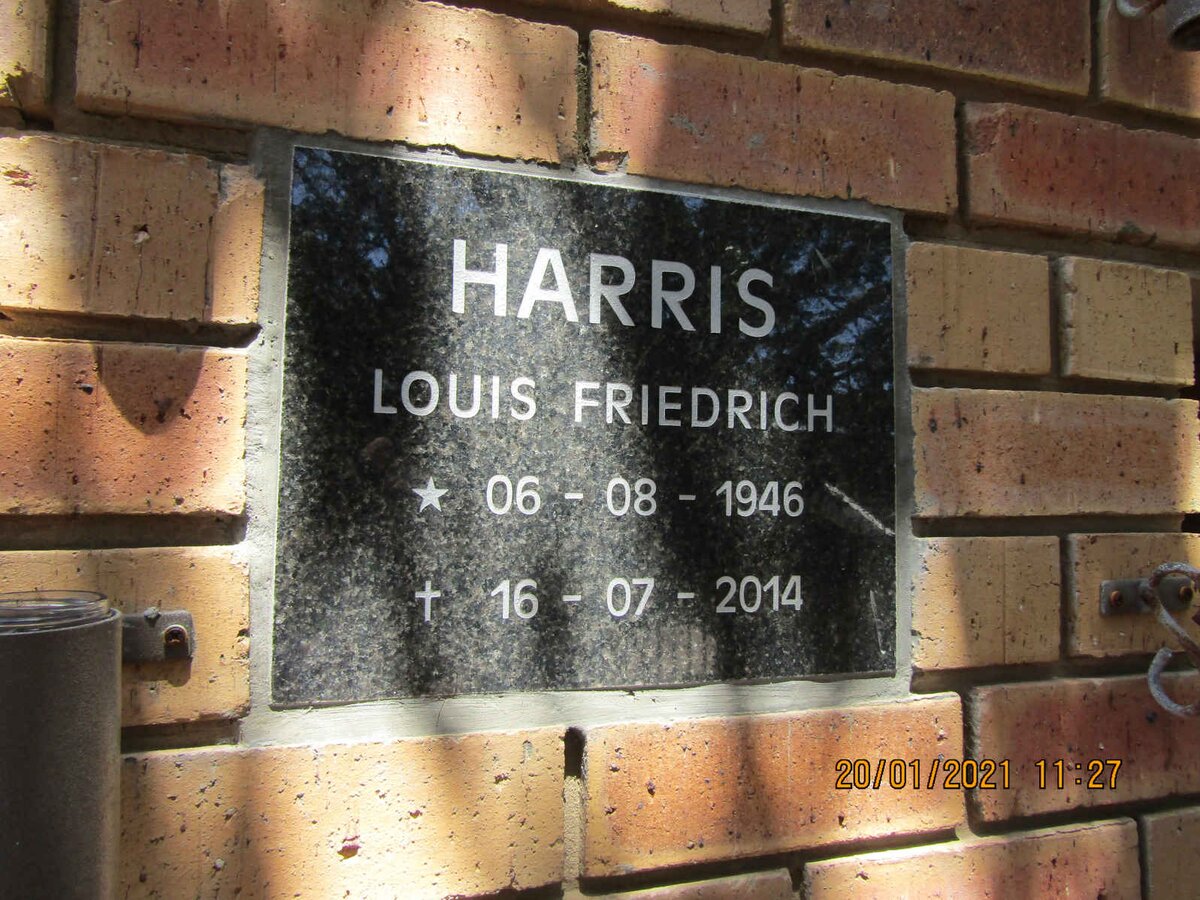 HARRIS
LOUIS FRIEDRICH
★ 06 - 08 - 1946
✝ 16 - 07 - 2014
20/01/2021 11:27